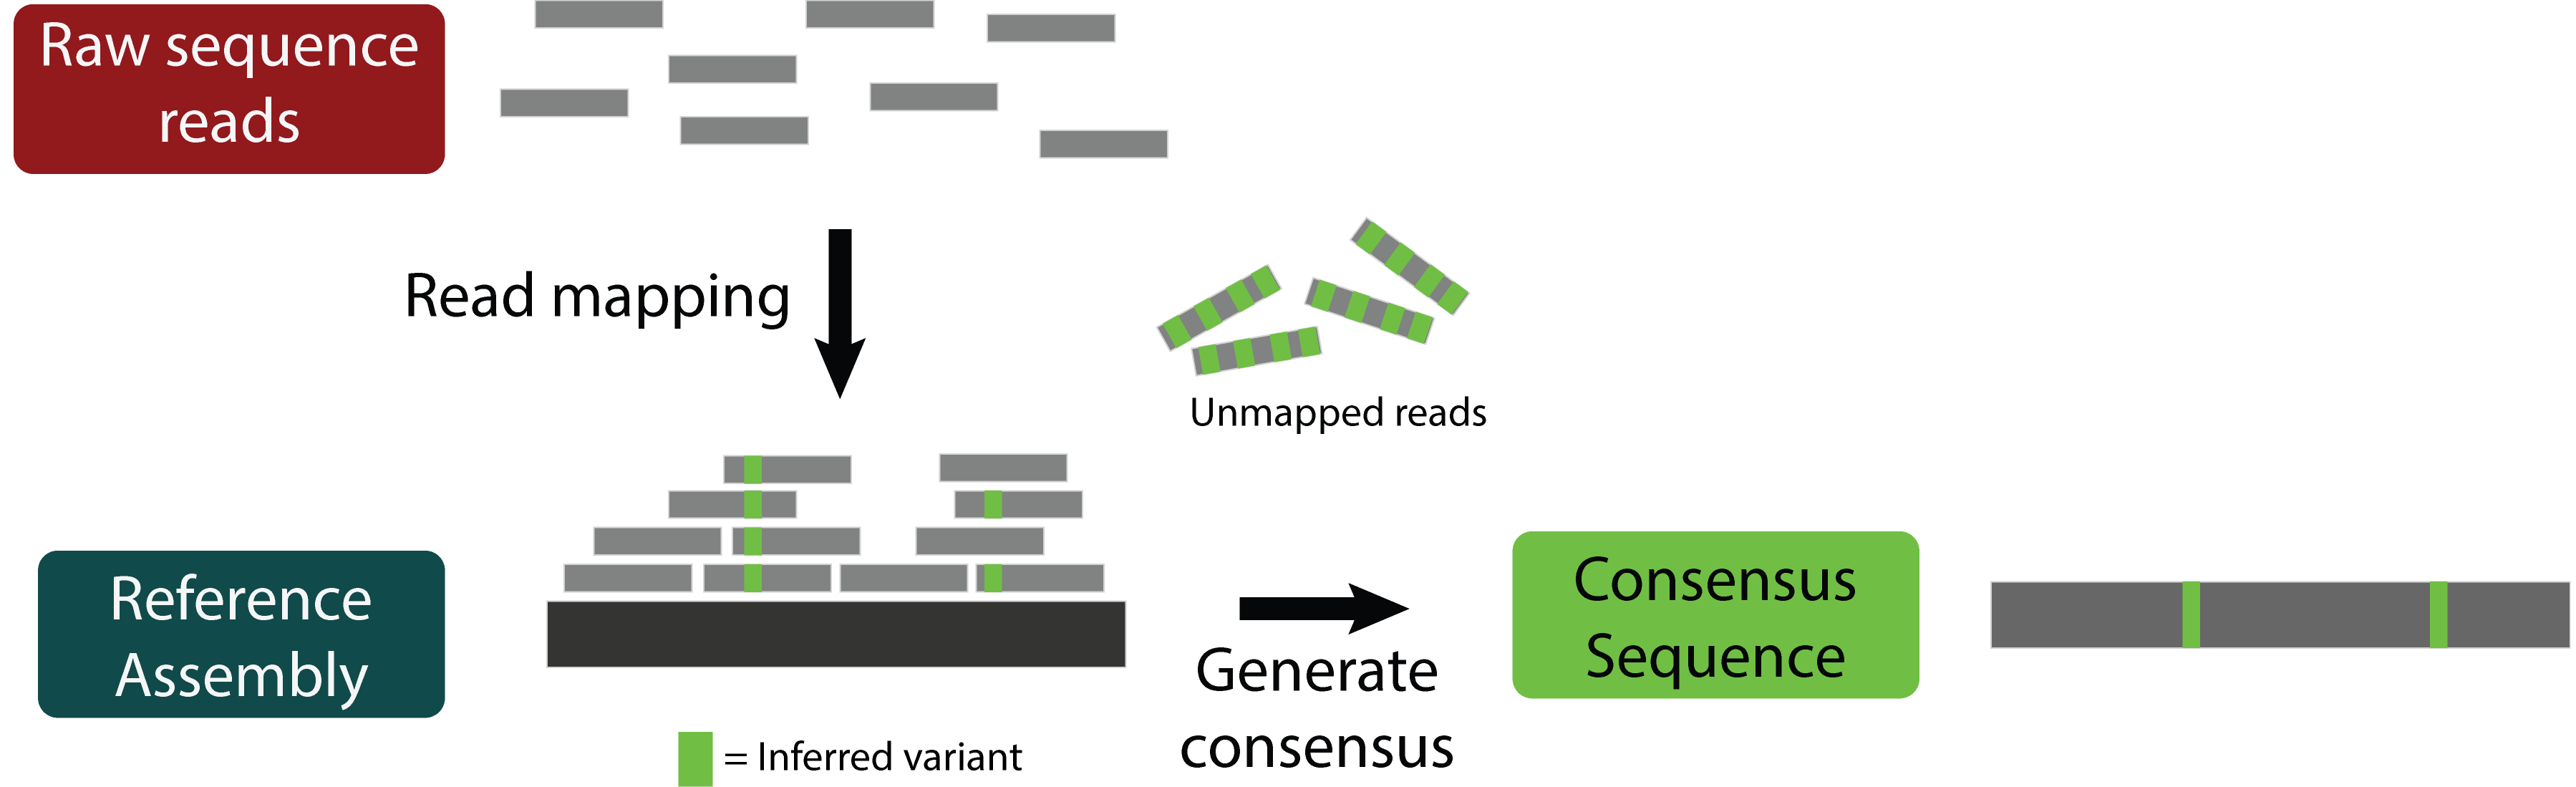 Raw sequence
reads
Read mapping
Unmapped reads
Reference
Assembly
= Inferred variant
Generate
consensus
Consensus
Sequence